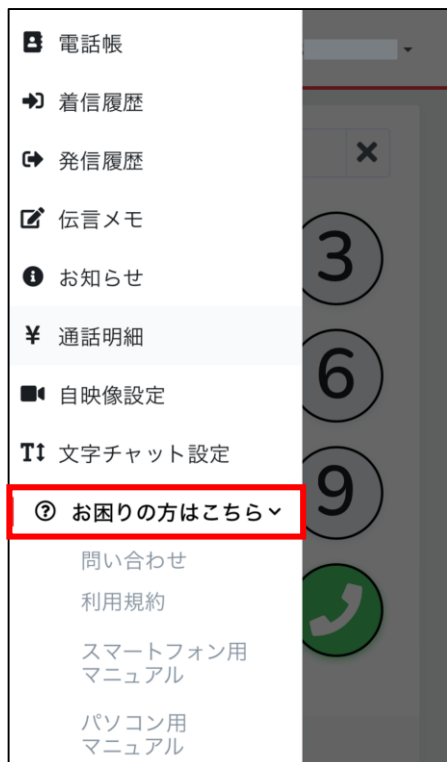 電話帳
着信履歴
発信履歴
伝言メモ
お知らせ
¥ 通話明細
自映像設定
文字チャット設定
お困りの方はこちら
問い合わせ
利用規約
スマートフォン用
マニュアル
パソコン用
マニュアル
3
6
9